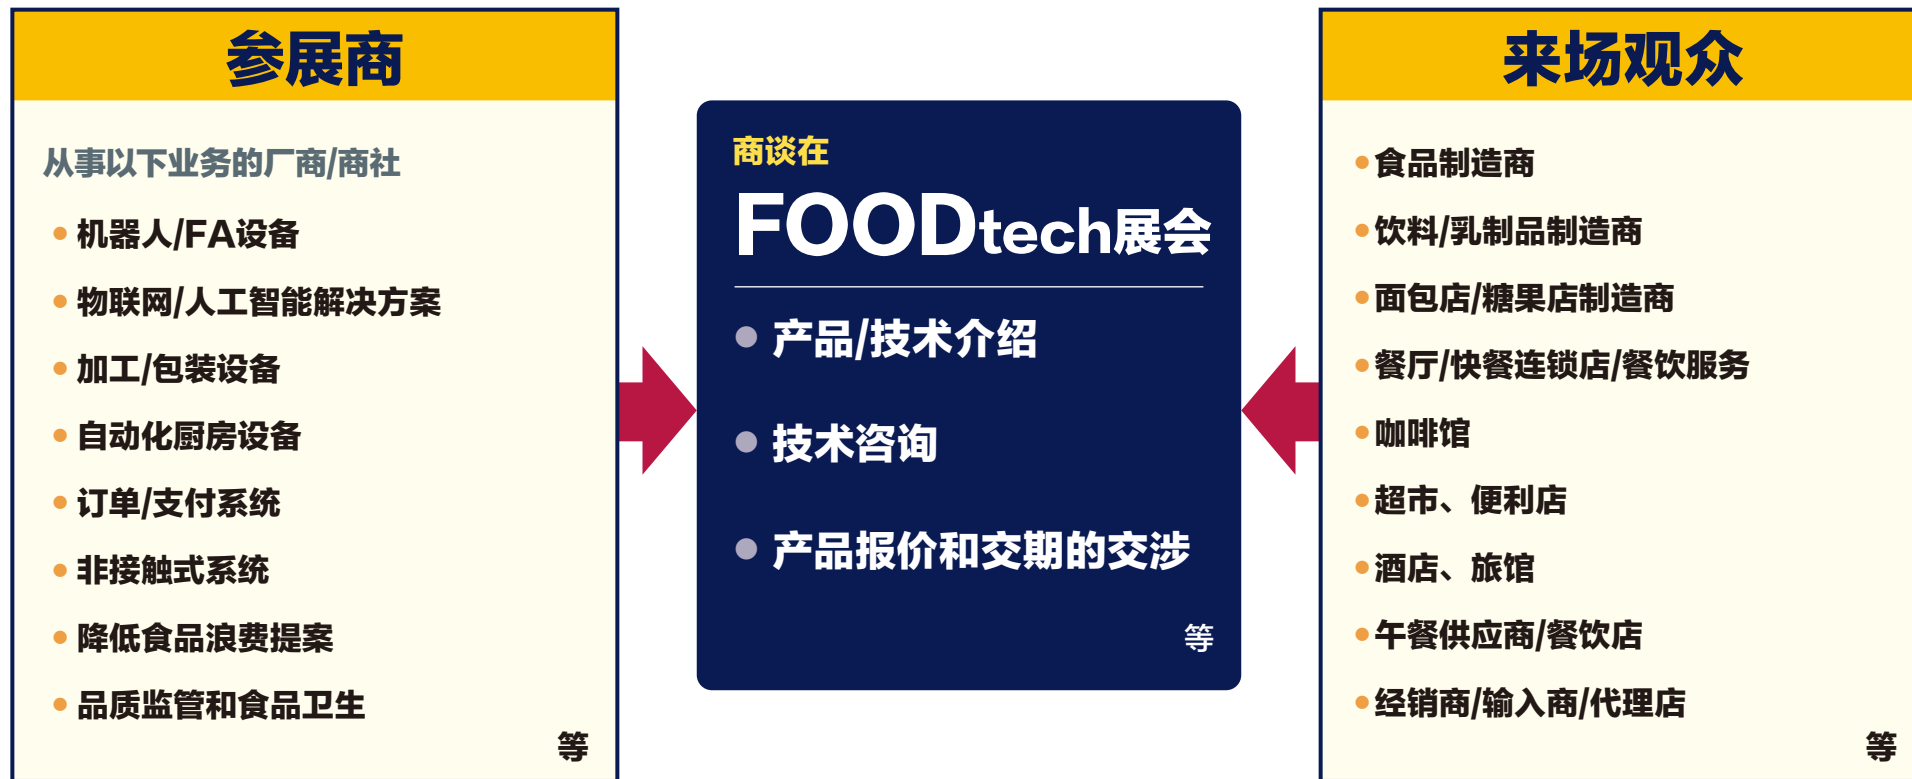 参展商
从事以下业务的厂商/商社
机器人/FA设备
物联网/人工智能解决方案
加工/包装设备
自动化厨房设备
订单/支付系统
非接触式系统
降低食品浪费提案
品质监管和食品卫生
等
商谈在
FOODtech展会
产品/技术介绍
技术咨询
产品报价和交期的交涉
等
来场观众
食品制造商
饮料/乳制品制造商
面包店/糖果店制造商
餐厅/快餐连锁店/餐饮服务
咖啡馆
超市、便利店
酒店、旅馆
午餐供应商/餐饮店
经销商/输入商/代理店
等